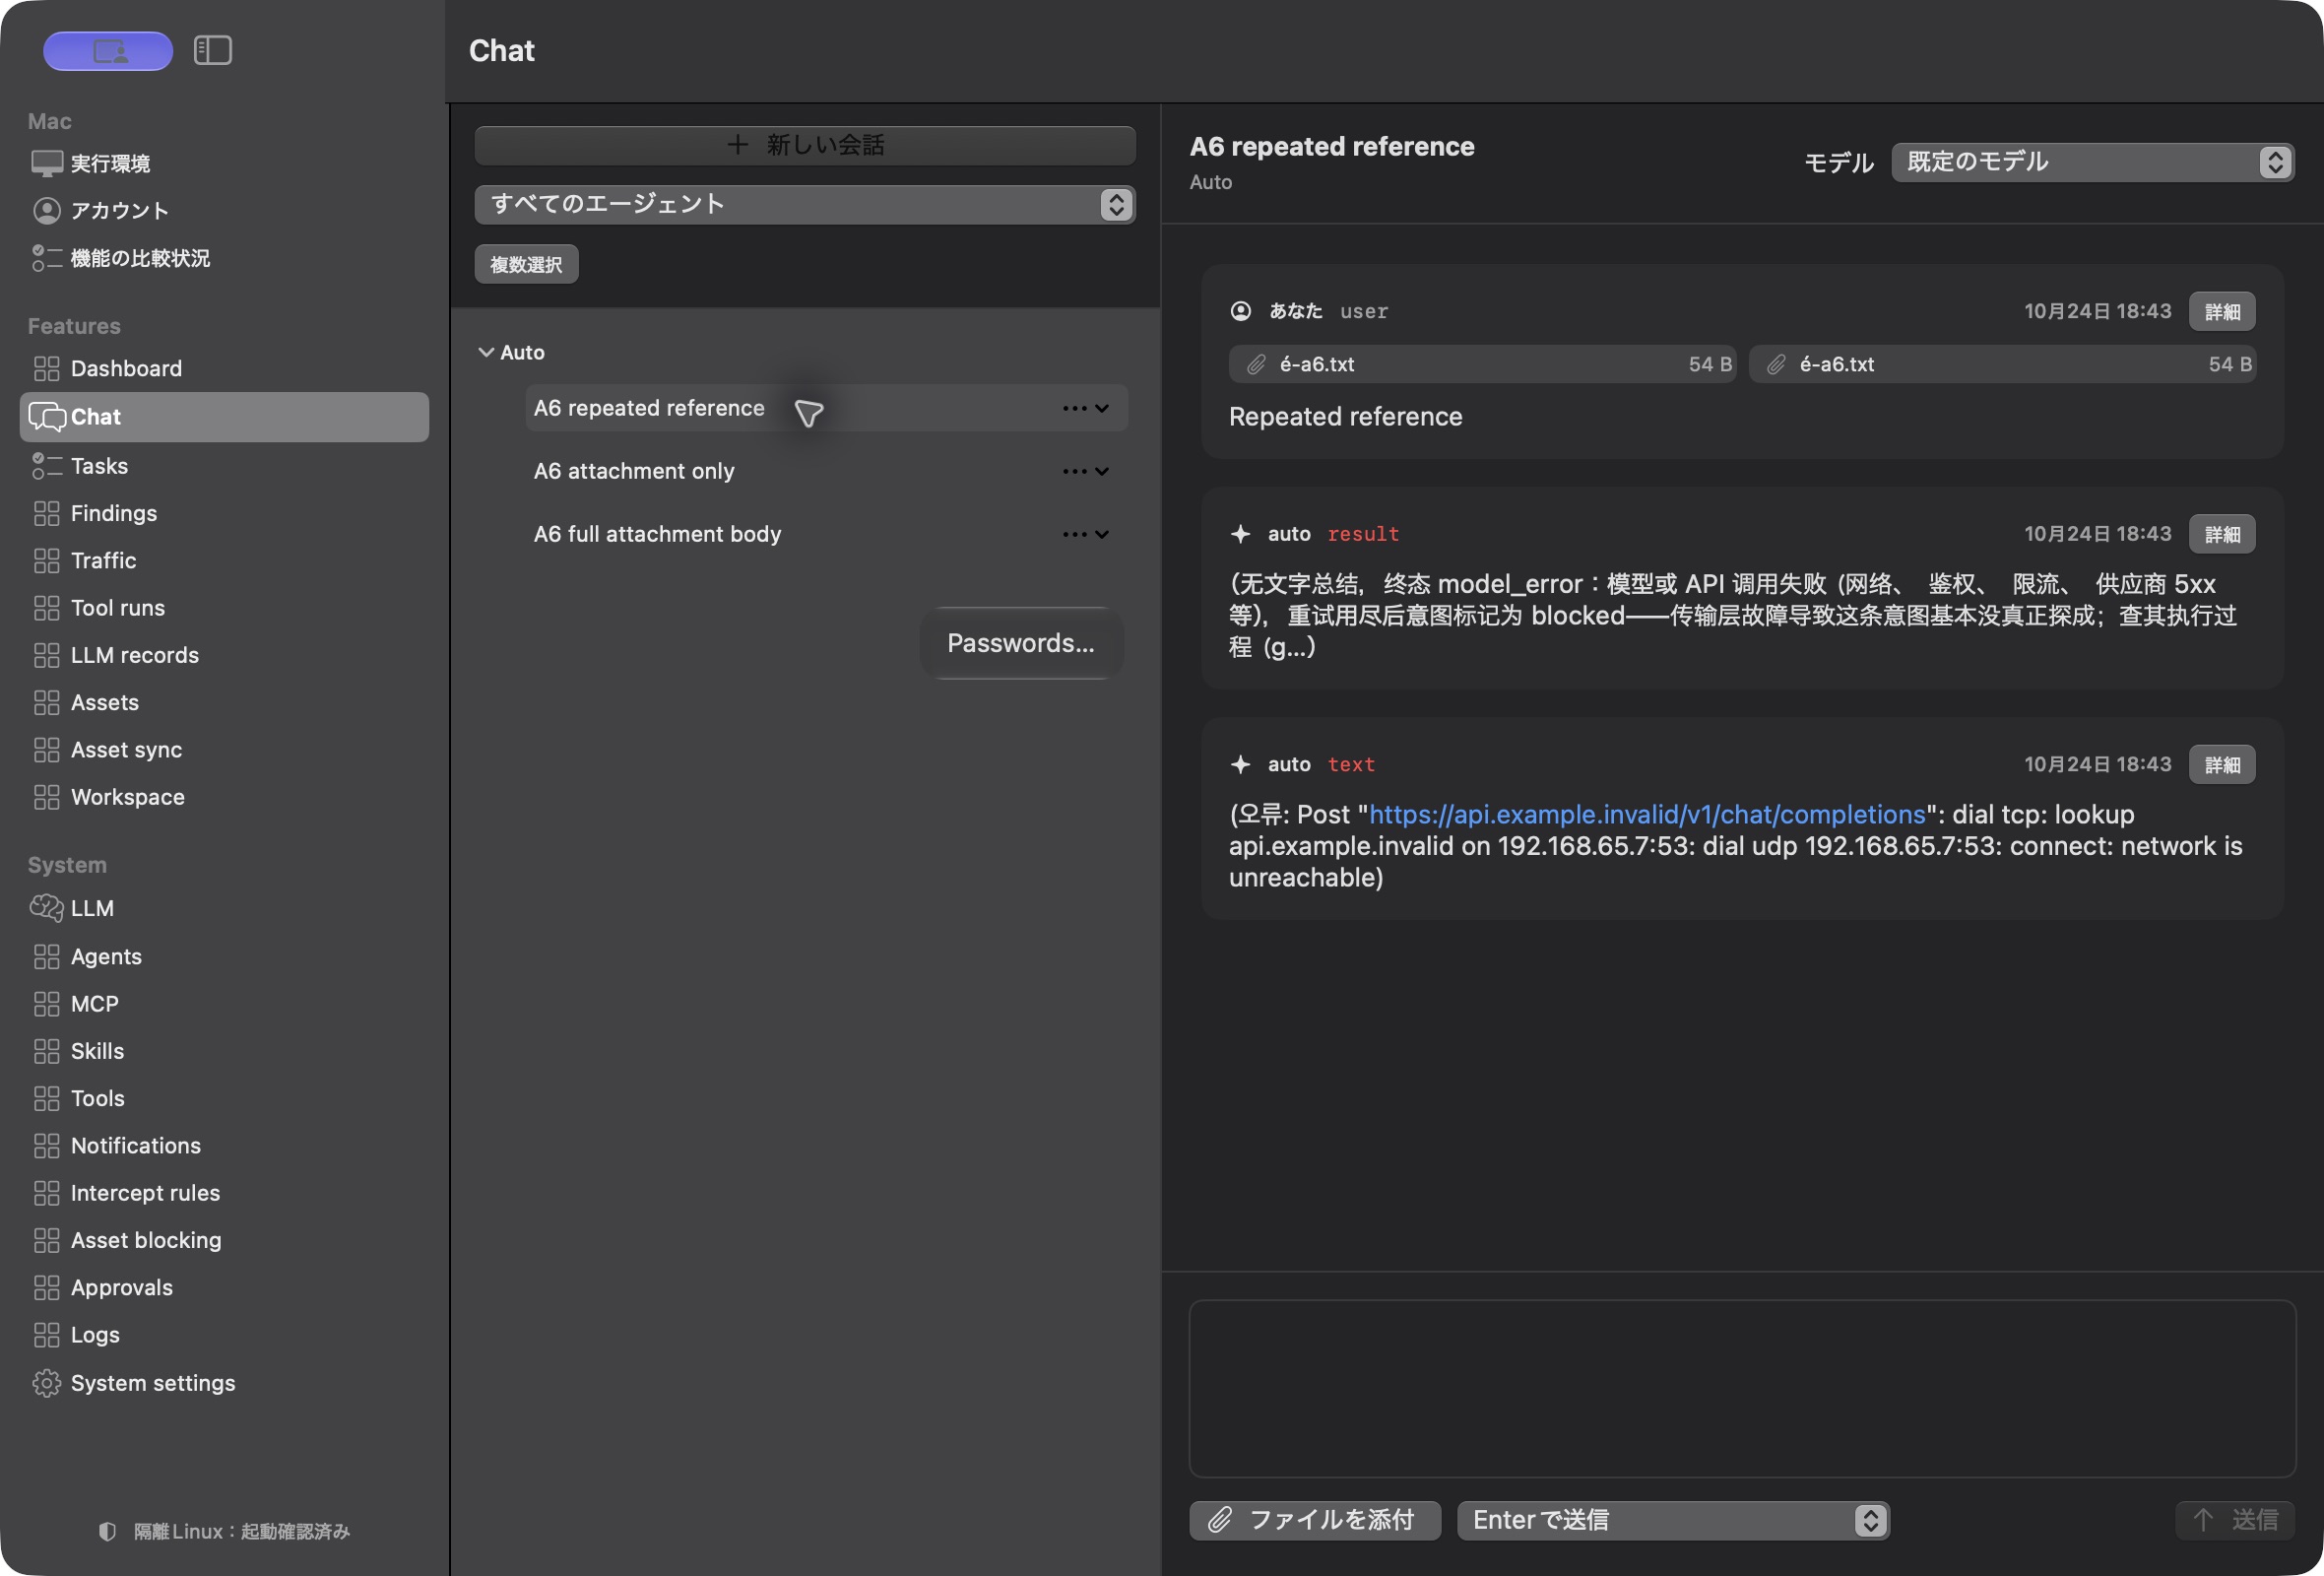 Chat
Mac
実行環境
アカウント
機能の比較状況
Features
Dashboard
Chat
Tasks
Findings
Traffic
Tool runs
LLM records
Assets
Asset sync
Workspace
System
LLM
Agents
MCP
Skills
Tools
Notifications
Intercept rules
Asset blocking
Approvals
Logs
System settings
隔離Linux：起動確認済み
新しい会話
すべてのエージェント
複数選択
Auto
A6 repeated reference
A6 attachment only
A6 full attachment body
Passwords...
A6 repeated reference
Auto
モデル 既定のモデル
あなた user 10月24日 18:43 詳細
é-a6.txt 54 B é-a6.txt 54 B
Repeated reference
auto result 10月24日 18:43 詳細
(无文字总结，终态 model_error：模型或 API 调用失败 (网络、 鉴权、 限流、 供应商 5xx
等)，重试用尽后意图标记为 blocked——传输层故障导致这条意图基本没真正探成；查其执行过
程 (g...)
auto text 10月24日 18:43 詳細
(오류: Post "https://api.example.invalid/v1/chat/completions": dial tcp: lookup
api.example.invalid on 192.168.65.7:53: dial udp 192.168.65.7:53: connect: network is
unreachable)
ファイルを添付 Enterで送信 送信